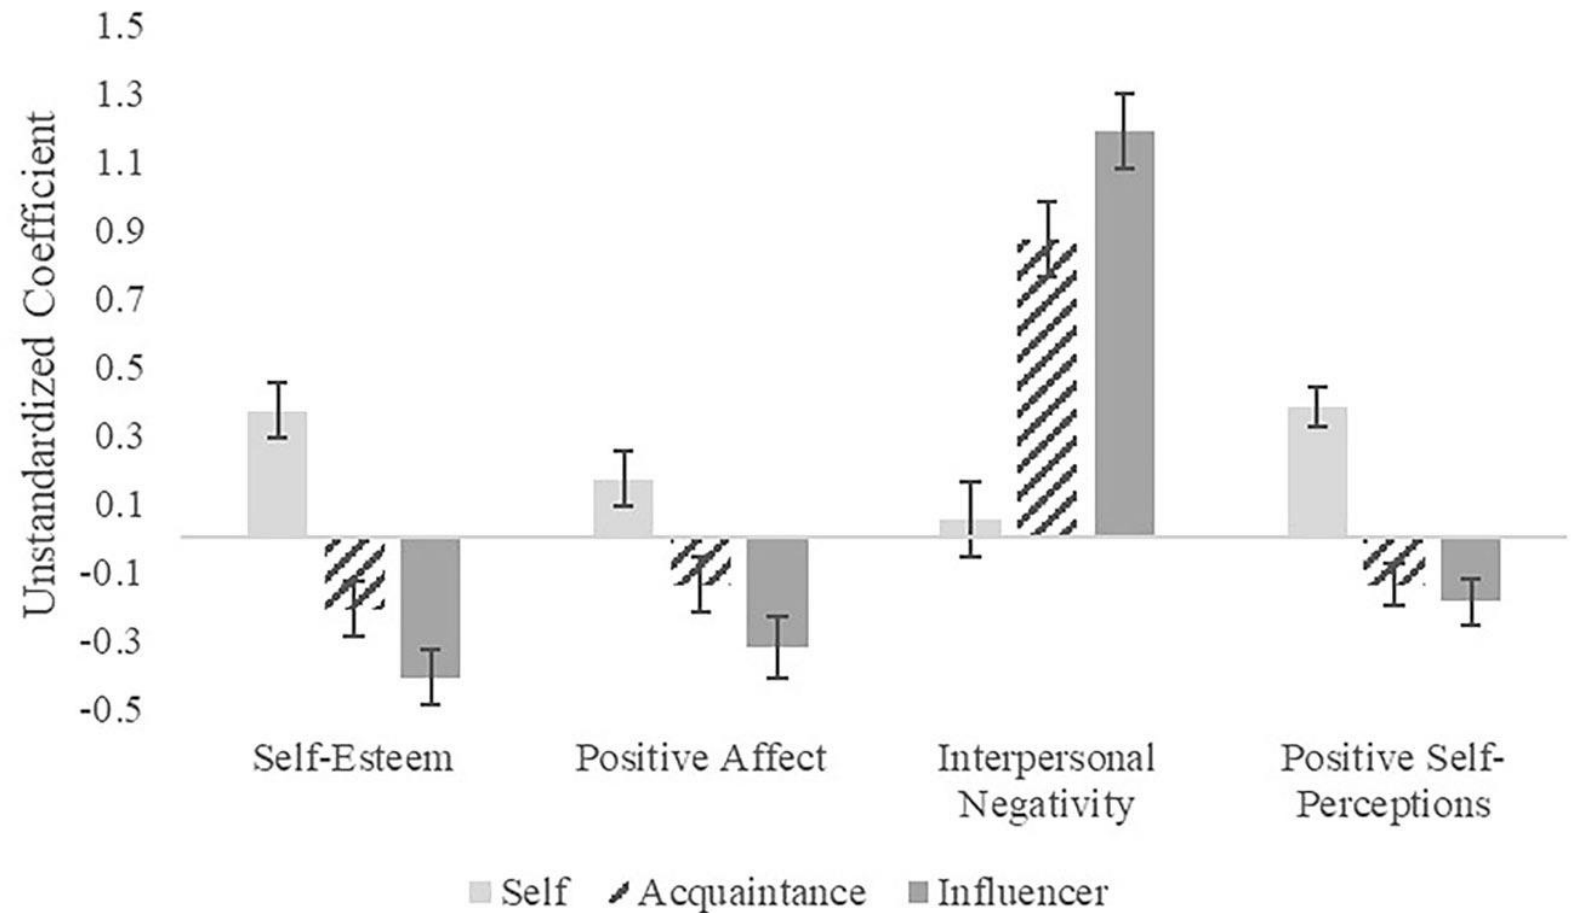 Unstandardized Coefficient
1.5
1.3
1.1
0.9
0.7
0.5
0.3
0.1
-0.1
-0.3
-0.5
Self-Esteem
Positive Affect
Interpersonal
Negativity
Positive Self-
Perceptions
Self
Acquaintance
Influencer